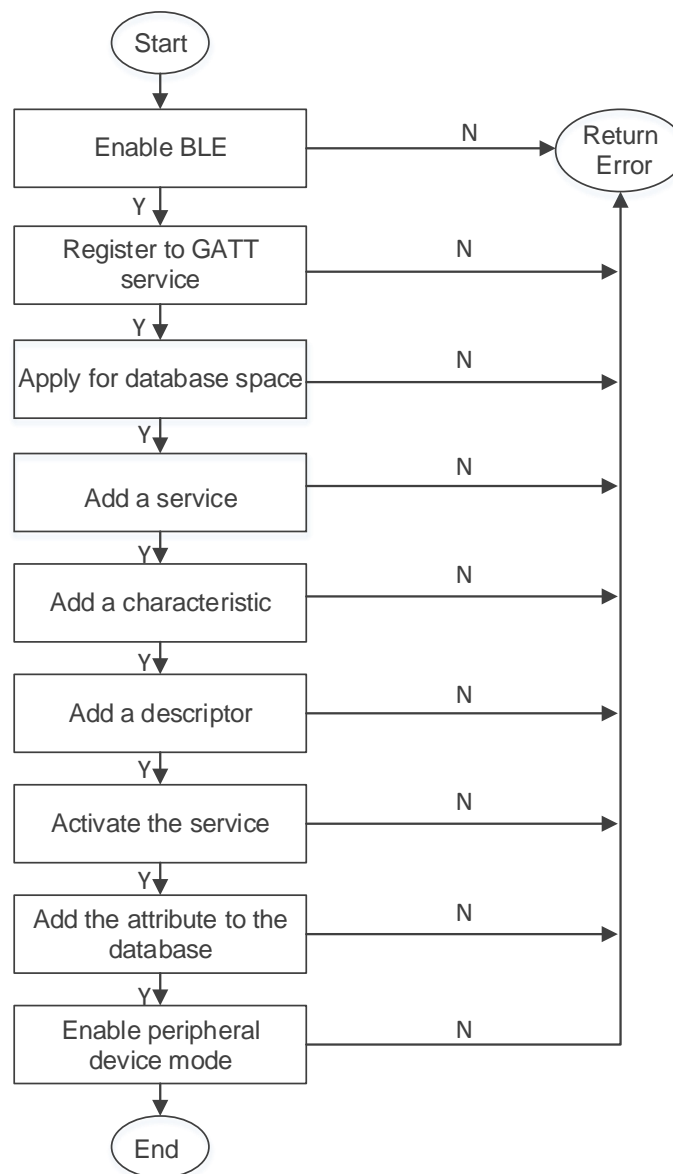 Start
Enable BLE
N
Return
Error
Y
Register to GATT
service
N
Y
Apply for database space
N
Y
Add a service
N
Y
Add a characteristic
N
Y
Add a descriptor
N
Y
Activate the service
N
Y
Add the attribute to the
database
N
Y
Enable peripheral
device mode
N
End